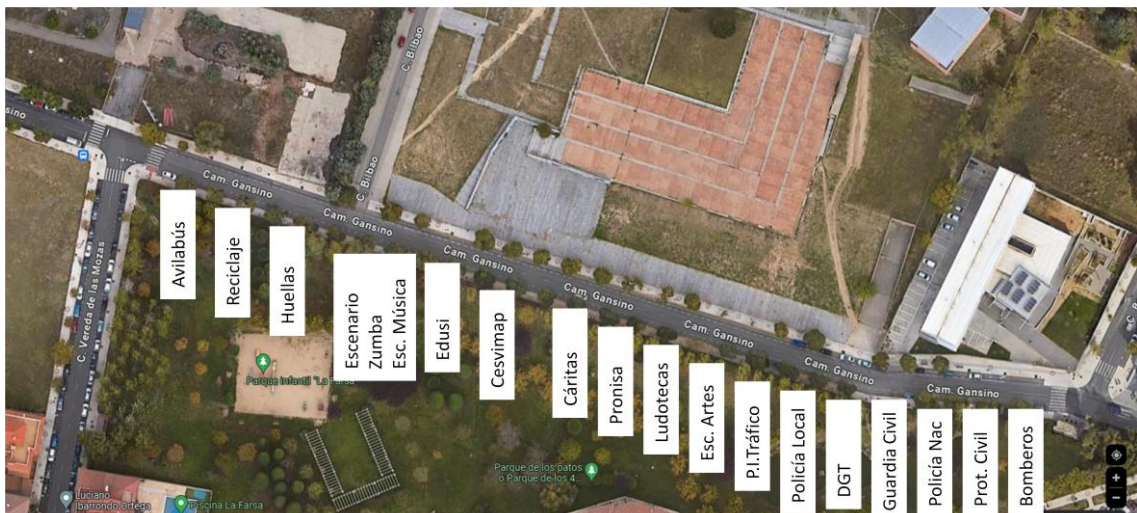 sino
Cam. Gansino
C. Bilbao
C. Bilbao
Cam. Gansino
Cam. Gansino
Cam. Gansino
Cam. Gansino
Cam. Gansino
Cam. Gansino
C. Vereda de las Mozas
Avilabús
Reciclaje
Huellas
Escenario
Zumba
Esc. Música
Edusi
Cesvimap
Cáritas
Pronisa
Ludotecas
Esc. Artes
P.I.Tráfico
Policía Local
DGT
Guardia Civil
Policía Nac
Prot. Civil
Bomberos
Parque Infantil "La Farsa
Parque de los patos
o Parque de los 4...
Luciano
Ibarrondo Ortega
Piscina La Farsa